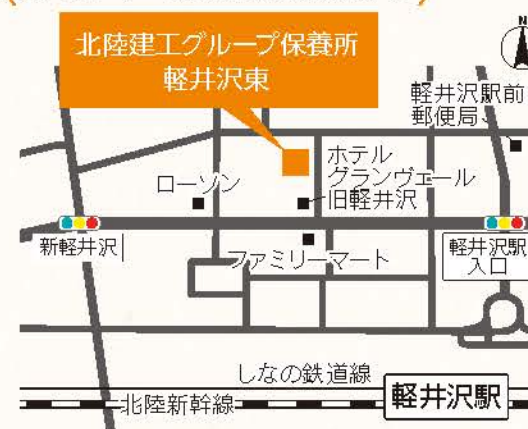 N
北陸建工グループ保養所
軽井沢東
軽井沢駅前
郵便局
ホテル
グランヴェール
旧軽井沢
ローソン
新軽井沢
ファミリーマート
軽井沢駅
入口
しなの鉄道線
北陸新幹線
軽井沢駅